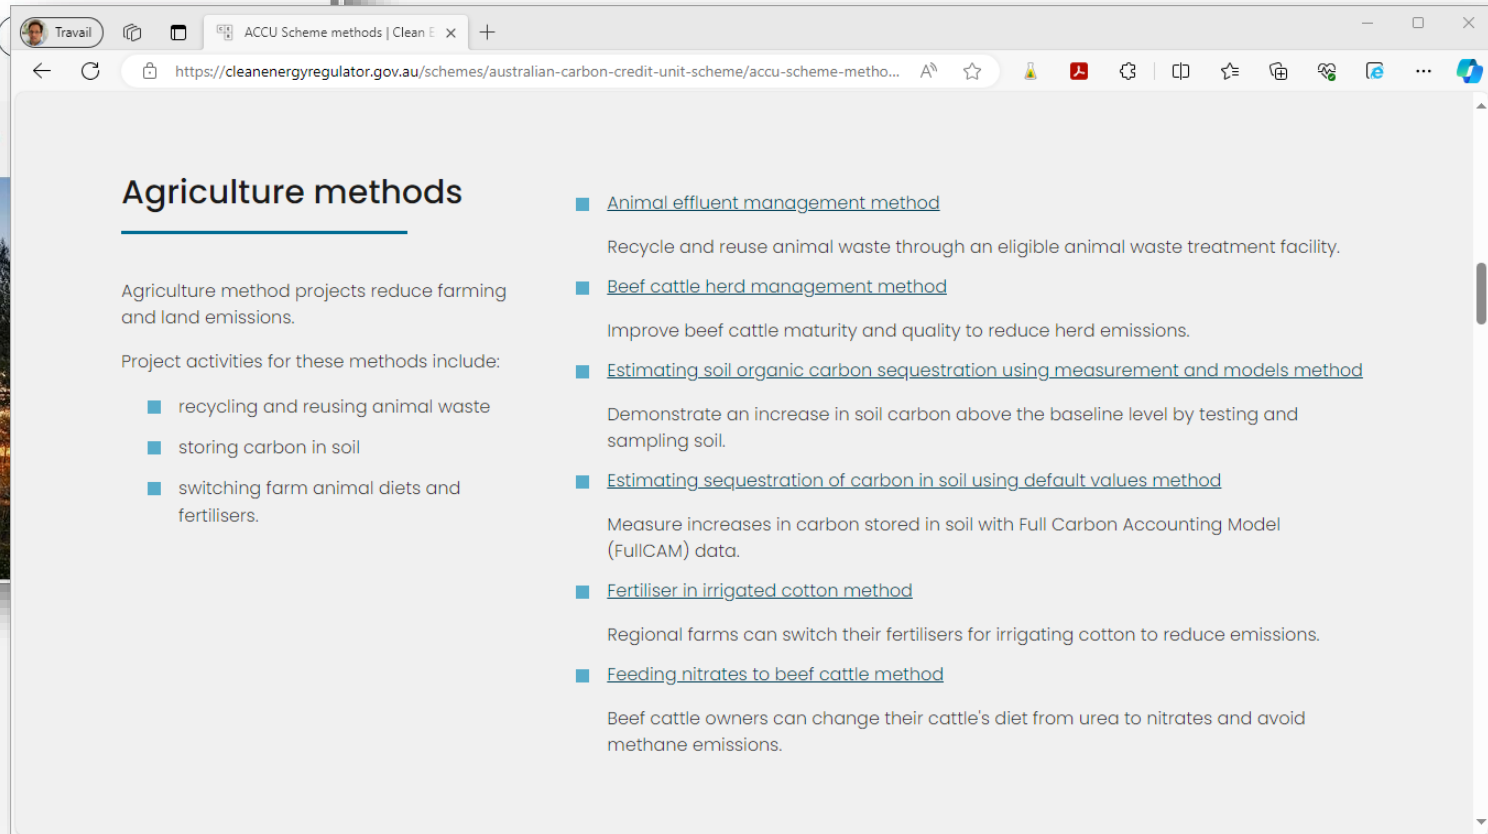 Travail
ACCU Scheme methods | Clean E
https://cleanenergyregulator.gov.au/schemes/australian-carbon-credit-unit-scheme/accu-scheme-metho...
Agriculture methods
Agriculture method projects reduce farming
and land emissions.
Project activities for these methods include:
recycling and reusing animal waste
storing carbon in soil
switching farm animal diets and
fertilisers.
Animal effluent management method
Recycle and reuse animal waste through an eligible animal waste treatment facility.
Beef cattle herd management method
Improve beef cattle maturity and quality to reduce herd emissions.
Estimating soil organic carbon sequestration using measurement and models method
Demonstrate an increase in soil carbon above the baseline level by testing and
sampling soil.
Estimating sequestration of carbon in soil using default values method
Measure increases in carbon stored in soil with Full Carbon Accounting Model
(FullCAM) data.
Fertiliser in irrigated cotton method
Regional farms can switch their fertilisers for irrigating cotton to reduce emissions.
Feeding nitrates to beef cattle method
Beef cattle owners can change their cattle's diet from urea to nitrates and avoid
methane emissions.